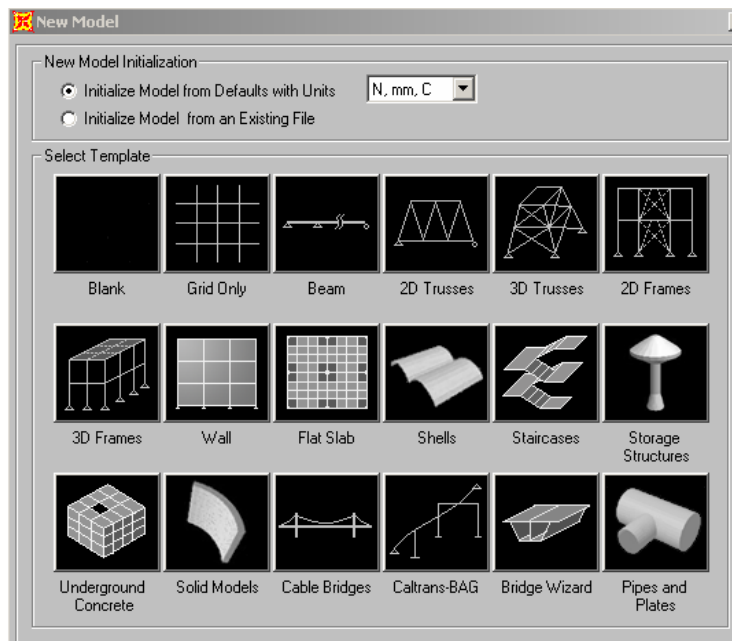 New Model
New Model Initialization
Initialize Model from Defaults with Units
N, mm, C
Initialize Model from an Existing File
Select Template
Blank
Grid Only
Beam
2D Trusses
3D Trusses
2D Frames
3D Frames
Wall
Flat Slab
Shells
Staircases
Storage
Structures
Underground
Concrete
Solid Models
Cable Bridges
Caltrans-BAG
Bridge Wizard
Pipes and
Plates